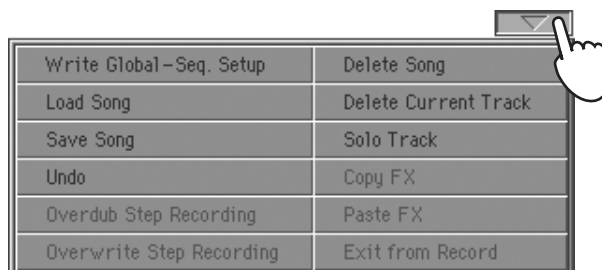 Write Global-Seq. Setup
Delete Song
Load Song
Delete Current Track
Save Song
Solo Track
Undo
Copy FX
Overdub Step Recording
Paste FX
Overwrite Step Recording
Exit from Record